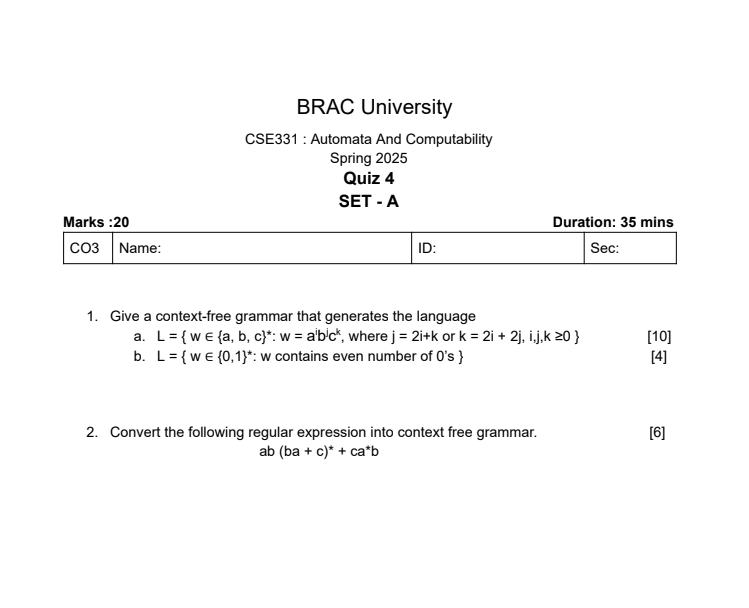 BRAC University
CSE331 : Automata And Computability
Spring 2025
Quiz 4
SET - A
Marks :20 Duration: 35 mins
CO3 Name: ID: Sec:
1. Give a context-free grammar that generates the language
a. L = { w ∈ {a, b, c}*: w = aⁱbʲcᵏ, where j = 2i+k or k = 2i + 2j, i,j,k ≥0 } [10]
b. L = { w ∈ {0,1}*: w contains even number of 0's } [4]
2. Convert the following regular expression into context free grammar. [6]
ab (ba + c)* + ca*b